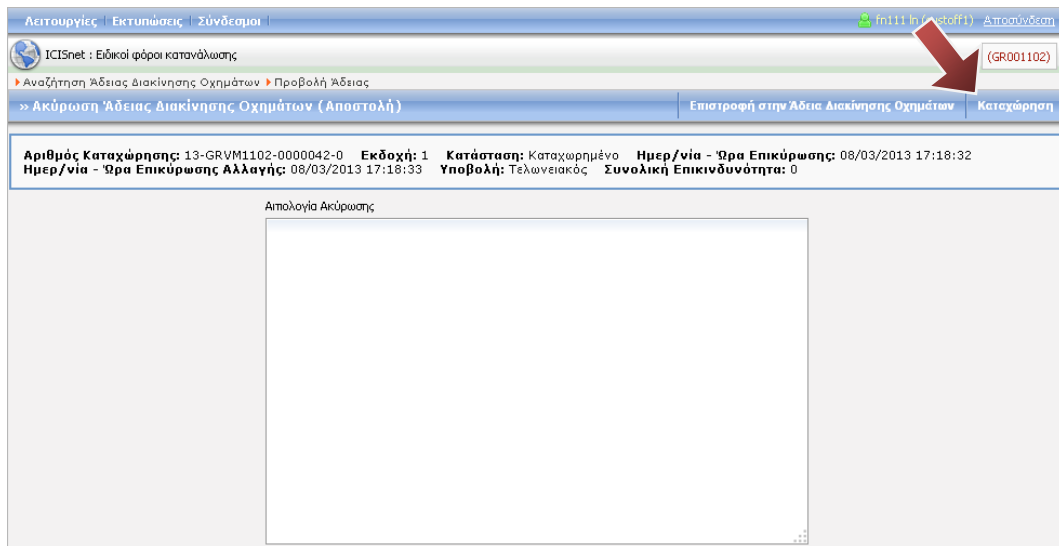 Λειτουργίες | Εκτυπώσεις | Σύνδεσμοι | fn111 ln ( stoff1) Αποσύνδεση
ICISnet : Ειδικοί φόροι κατανάλωσης (GR001102)
Αναζήτηση Άδειας Διακίνησης Οχημάτων Προβολή Άδειας
» Ακύρωση Άδειας Διακίνησης Οχημάτων (Αποστολή) Επιστροφή στην Άδεια Διακίνησης Οχημάτων | Καταχώρηση
Αριθμός Καταχώρησης: 13-GRVM1102-0000042-0 Εκδοχή: 1 Κατάσταση: Καταχωρημένο Ημερ/νία - Ώρα Επικύρωσης: 08/03/2013 17:18:32
Ημερ/νία - Ώρα Επικύρωσης Αλλαγής: 08/03/2013 17:18:33 Υποβολή: Τελωνειακός Συνολική Επικινδυνότητα: 0
Αιτιολογία Ακύρωσης